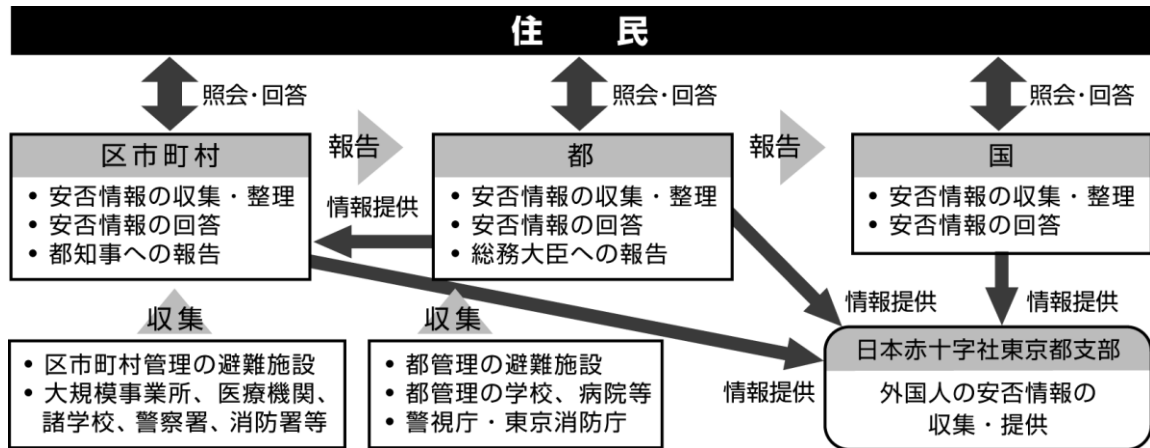 住　民
照会・回答
照会・回答
照会・回答
区市町村
・安否情報の収集・整理
・安否情報の回答
・都知事への報告
報告
都
・安否情報の収集・整理
・安否情報の回答
・総務大臣への報告
報告
国
・安否情報の収集・整理
・安否情報の回答
情報提供
収集
・区市町村管理の避難施設
・大規模事業所、医療機関、
諸学校、警察署、消防署等
収集
・都管理の避難施設
・都管理の学校、病院等
・警視庁・東京消防庁
情報提供
情報提供
情報提供
日本赤十字社東京都支部
外国人の安否情報の
収集・提供